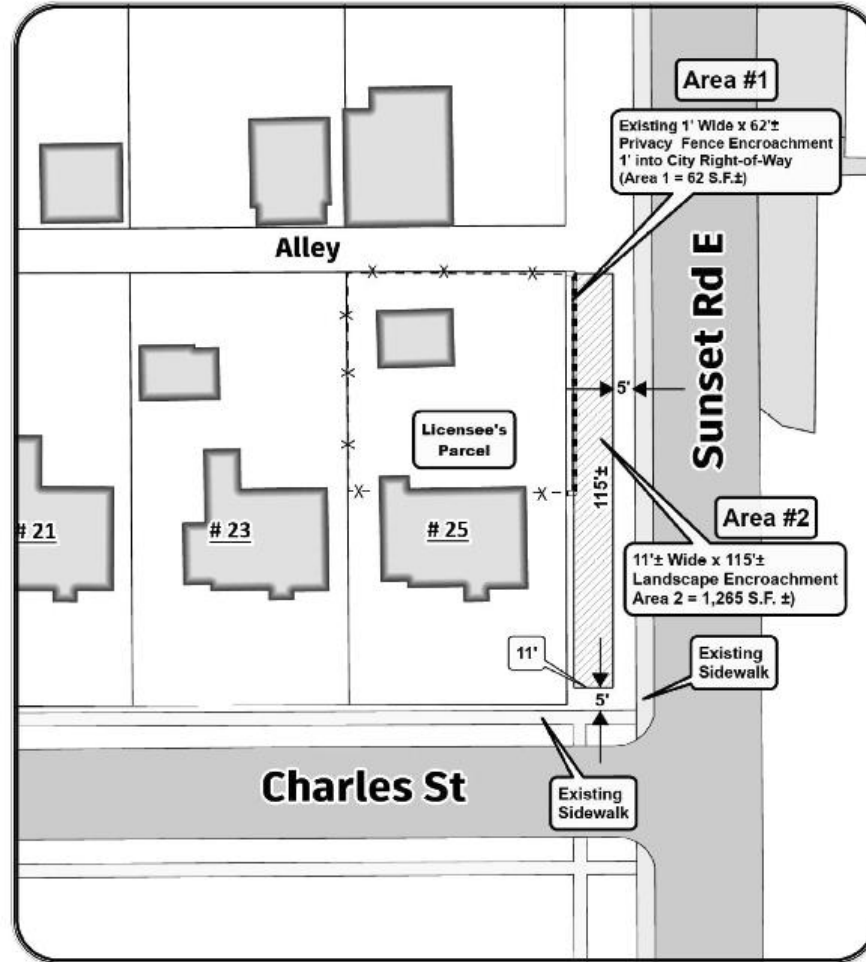 Area #1
Existing 1' Wide x 62'±
Privacy Fence Encroachment
1' into City Right-of-Way
(Area 1 = 62 S.F.±)
Alley
Sunset Rd E
5'
Licensee's
Parcel
115'±
Area #2
# 21
# 23
# 25
11'± Wide x 115'±
Landscape Encroachment
Area 2 = 1,265 S.F. ±)
11'
Existing
Sidewalk
5'
Charles St
Existing
Sidewalk